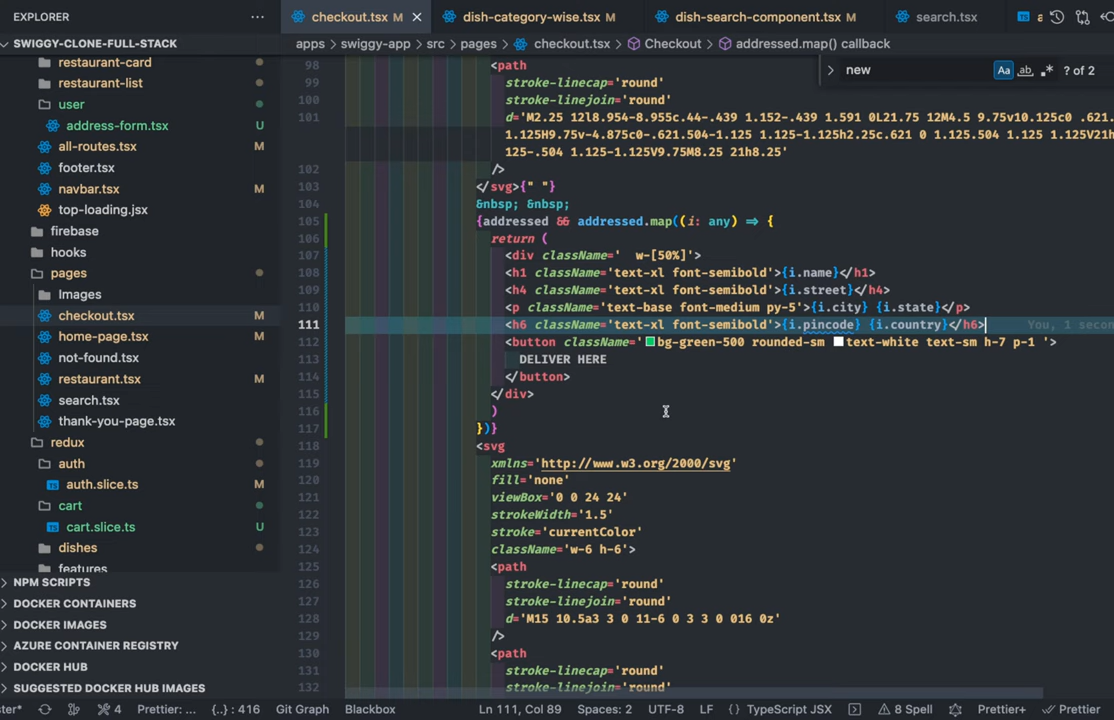 EXPLORER
SWIGGY-CLONE-FULL-STACK
restaurant-card
restaurant-list
user
address-form.tsx U
all-routes.tsx M
footer.tsx
navbar.tsx M
top-loading.jsx
firebase
hooks
pages
Images
checkout.tsx M
home-page.tsx M
not-found.tsx
restaurant.tsx M
search.tsx
thank-you-page.tsx
redux
auth
auth.slice.ts M
cart
cart.slice.ts U
dishes
features
NPM SCRIPTS
DOCKER CONTAINERS
DOCKER IMAGES
AZURE CONTAINER REGISTRY
DOCKER HUB
SUGGESTED DOCKER HUB IMAGES
checkout.tsx M dish-category-wise.tsx M dish-search-component.tsx M search.tsx TS a
apps > swiggy-app > src > pages > checkout.tsx > Checkout > addressed.map() callback
new Aa ab ? of 2
98 <path
99 stroke-linecap='round'
100 stroke-linejoin='round'
101 d='M2.25 12l8.954-8.955c.44-.439 1.152-.439 1.591 0L21.75 12M4.5 9.75v10.125c0 .621.
1.125H9.75v-4.875c0-.621.504-1.125 1.125-1.125h2.25c.621 0 1.125.504 1.125 1.125V21h
125-.504 1.125-1.125V9.75M8.25 21h8.25'
102 />
103 </svg>{" "}
104 &nbsp; &nbsp;
105 {addressed && addressed.map((i: any) => {
106 return (
107 <div className='  w-[50%]'>
108 <h1 className='text-xl font-semibold'>{i.name}</h1>
109 <h4 className='text-xl font-semibold'>{i.street}</h4>
110 <p className='text-base font-medium py-5'>{i.city} {i.state}</p>
111 <h6 className='text-xl font-semibold'>{i.pincode} {i.country}</h6> You, 1 secon
112 <button className=' bg-green-500 rounded-sm text-white text-sm h-7 p-1 '>
113 DELIVER HERE
114 </button>
115 </div>
116 )
117 })}
118 <svg
119 xmlns='http://www.w3.org/2000/svg'
120 fill='none'
121 viewBox='0 0 24 24'
122 strokeWidth='1.5'
123 stroke='currentColor'
124 className='w-6 h-6'>
125 <path
126 stroke-linecap='round'
127 stroke-linejoin='round'
128 d='M15 10.5a3 3 0 11-6 0 3 3 0 016 0z'
129 />
130 <path
131 stroke-linecap='round'
132 stroke-linejoin='round'
ster* 4 Prettier: ... {..} : 416 Git Graph Blackbox Ln 111, Col 89 Spaces: 2 UTF-8 LF {} TypeScript JSX 8 Spell Prettier+ Prettier